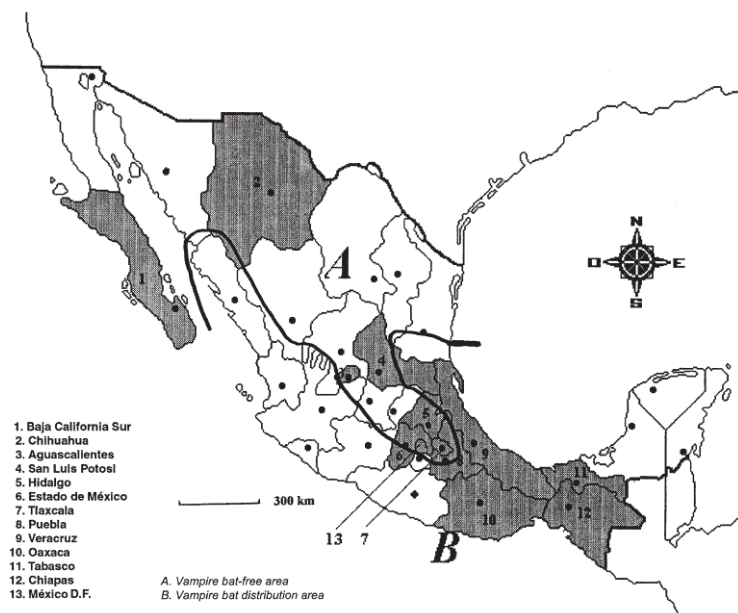 N
O E
S
A
B
1
2
4
5
6
9
10
11
12
13 7
300 km
1. Baja California Sur
2. Chihuahua
3. Aguascalientes
4. San Luis Potosí
5. Hidalgo
6. Estado de México
7. Tlaxcala
8. Puebla
9. Veracruz
10. Oaxaca
11. Tabasco
12. Chiapas
13. México D.F.
A. Vampire bat-free area
B. Vampire bat distribution area